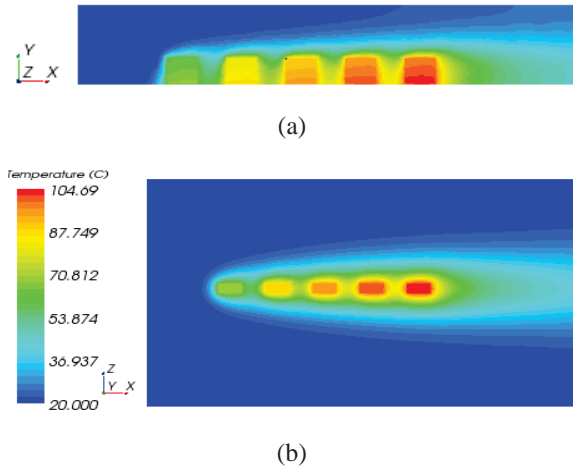 Y
Z X
(a)
Temperature (C)
104.69
87.749
70.812
53.874
36.937
20.000
Z
Y X
(b)